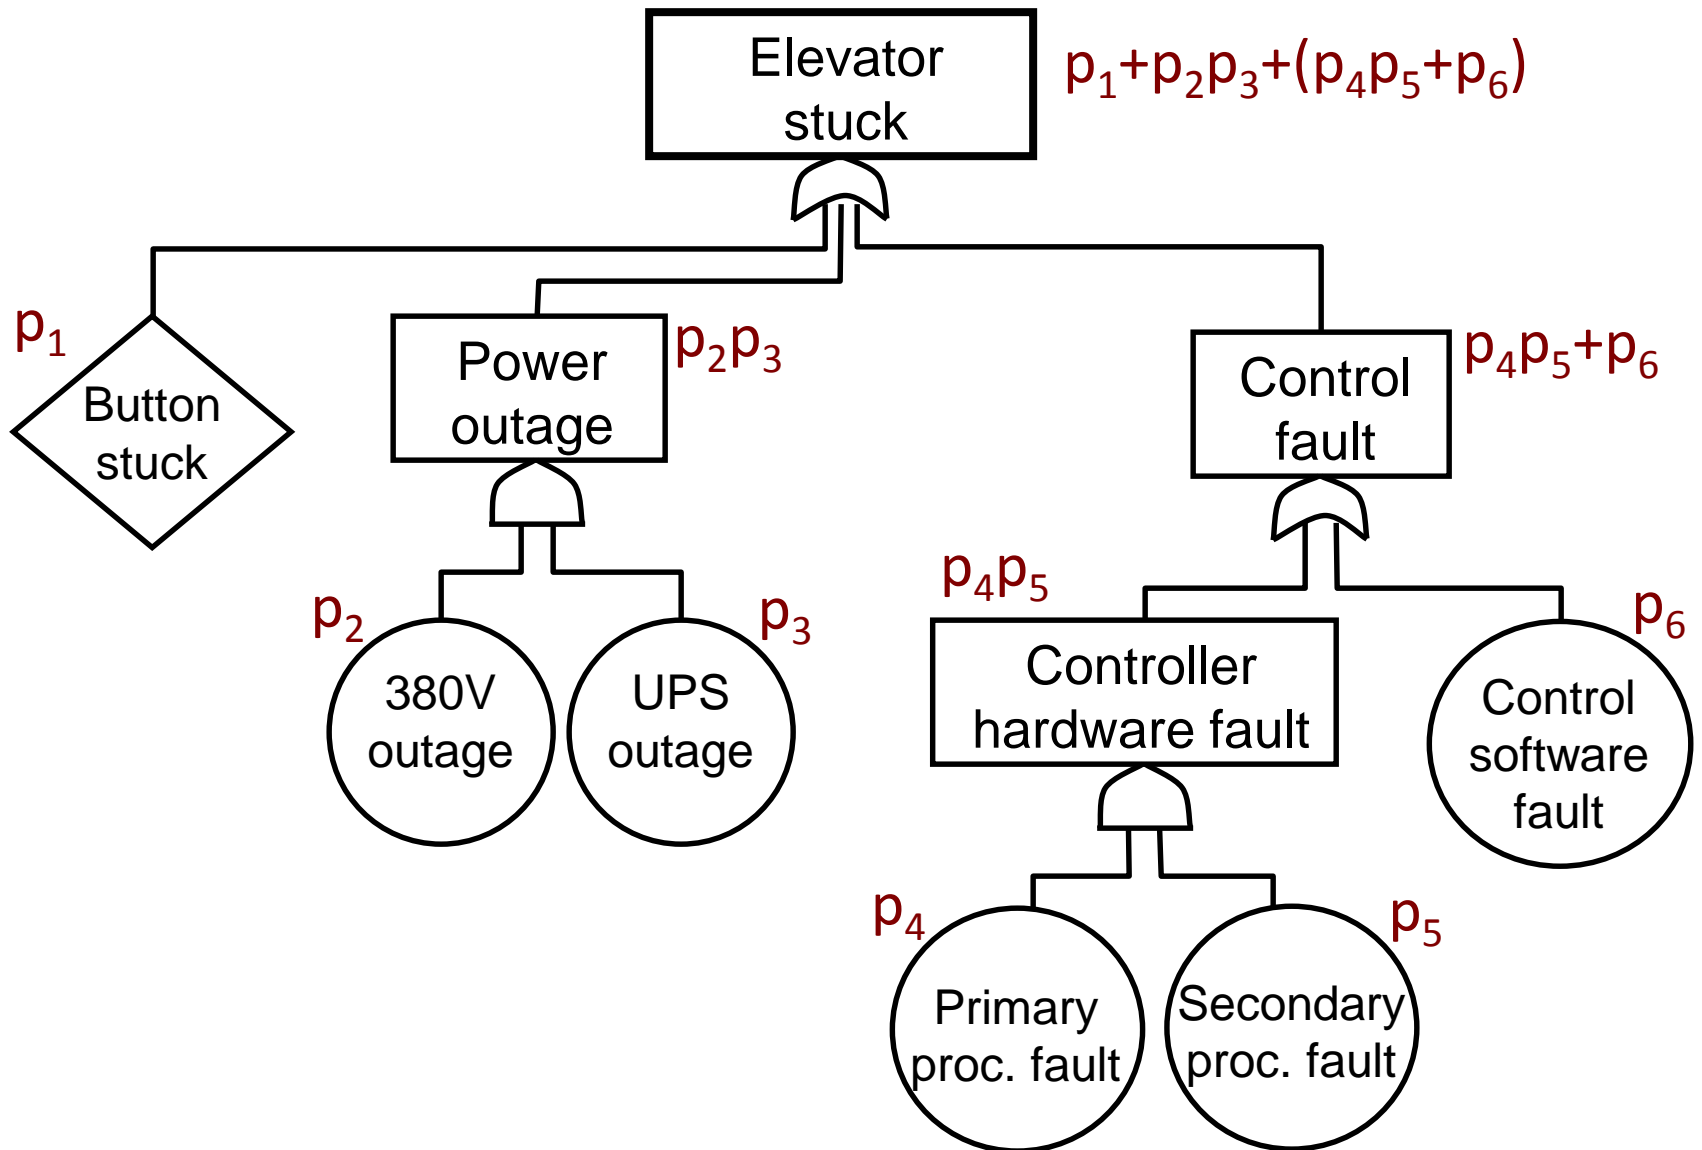 Elevator
stuck
p₁+p₂p₃+(p₄p₅+p₆)
p₁
Button
stuck
Power
outage
p₂p₃
Control
fault
p₄p₅+p₆
p₂
380V
outage
p₃
UPS
outage
p₄p₅
Controller
hardware fault
p₆
Control
software
fault
p₄
Primary
proc. fault
p₅
Secondary
proc. fault